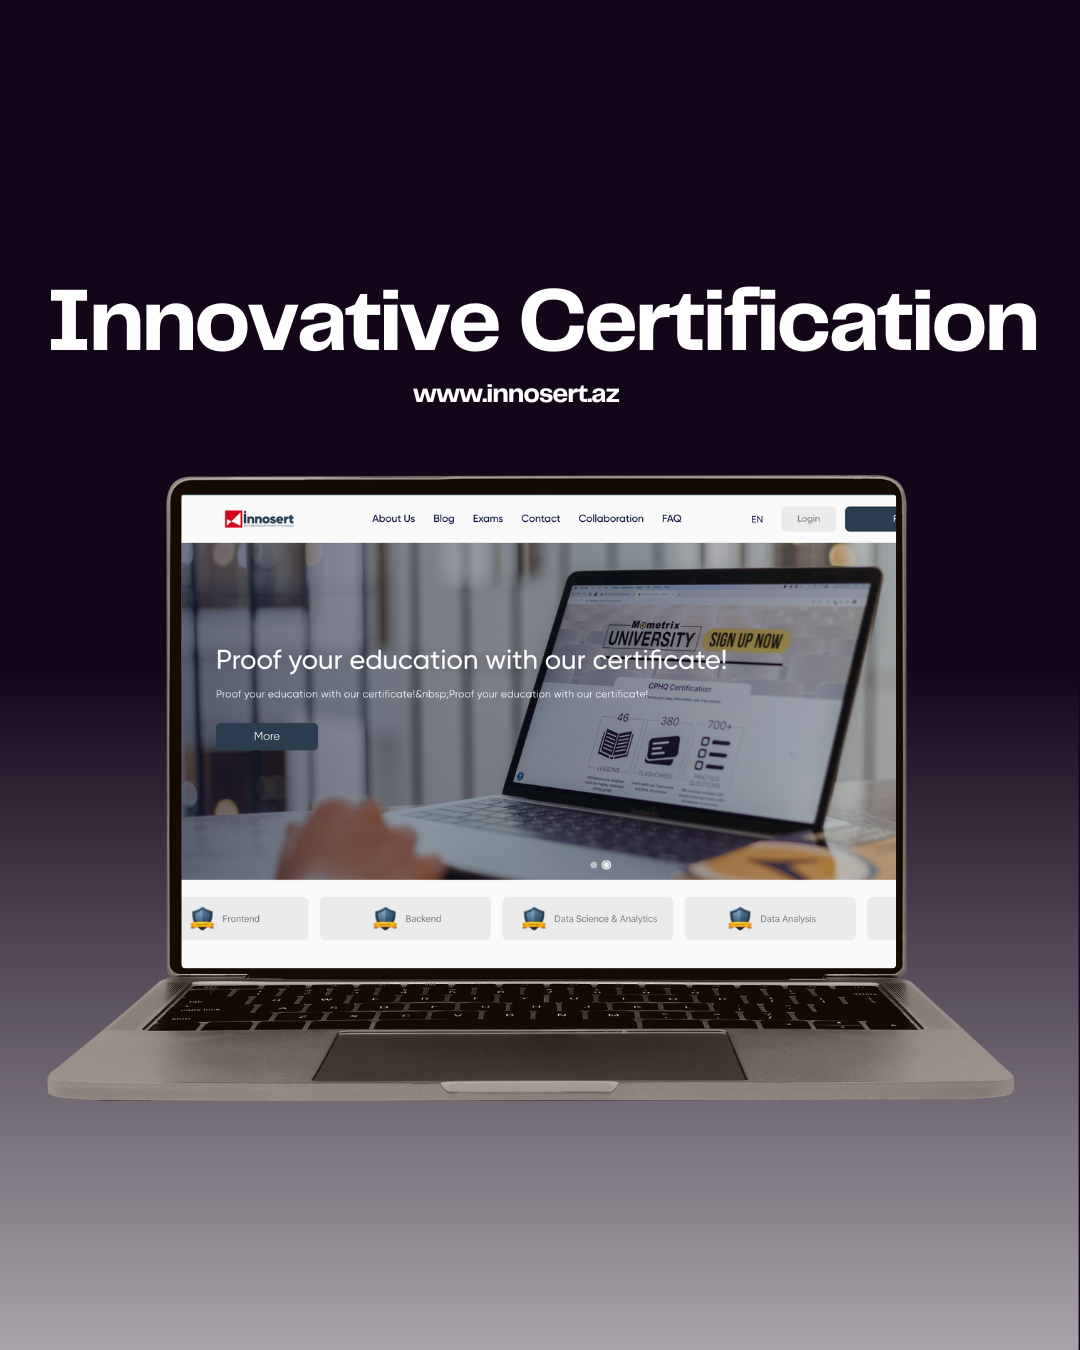 Innovative Certification
www.innosert.az
innosert
About Us Blog Exams Contact Collaboration FAQ EN Login
Mometrix
UNIVERSITY SIGN UP NOW
Proof your education with our certificate!
CPHQ Certification
Proof your education with our certificate!&nbsp;Proof your education with our certificate!
46 380 700+
More
LESSONS FLASHCARDS PRACTICE
QUESTIONS
Frontend Backend Data Science & Analytics Data Analysis